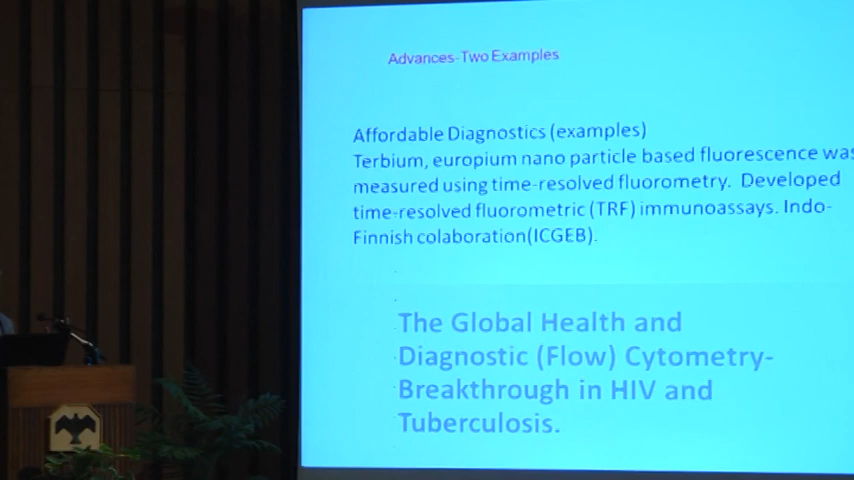 Advances-Two Examples
Affordable Diagnostics (examples)
Terbium, europium nano particle based fluorescence was
measured using time-resolved fluorometry. Developed
time-resolved fluorometric (TRF) immunoassays. Indo-
Finnish colaboration(ICGEB).
The Global Health and
Diagnostic (Flow) Cytometry-
Breakthrough in HIV and
Tuberculosis.